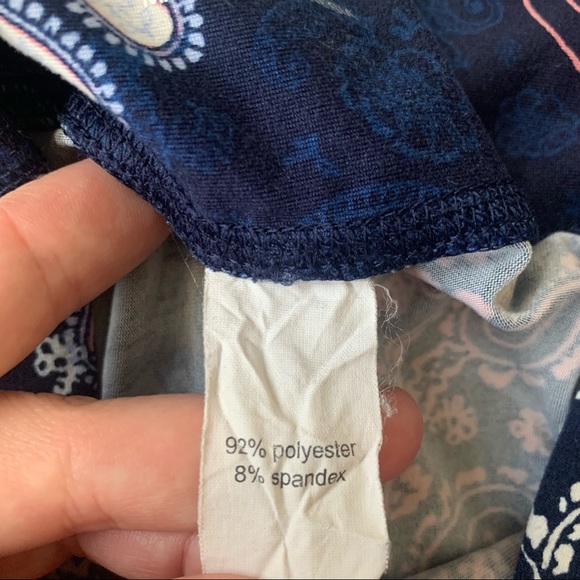 92% polyester
8% spandex